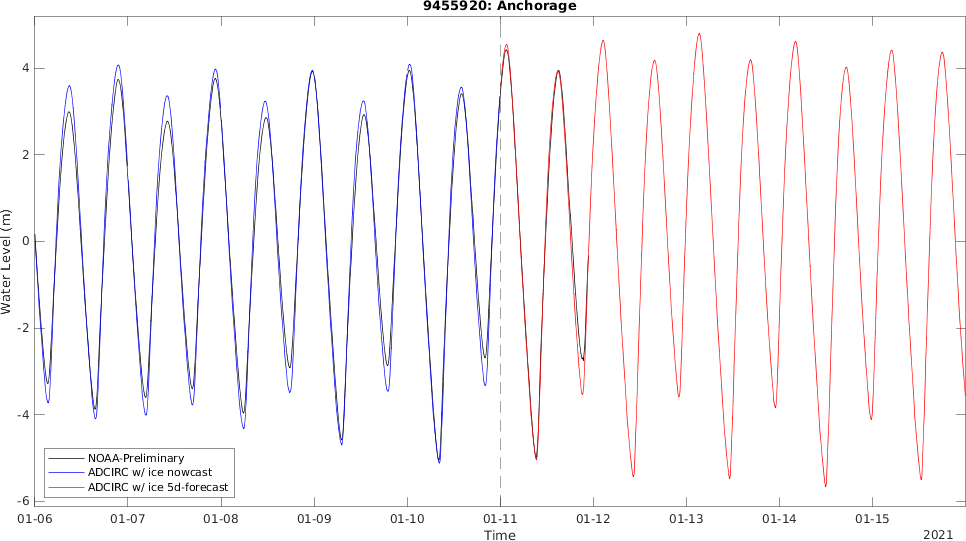 9455920: Anchorage
Water Level (m)
4
2
0
-2
-4
-6
NOAA-Preliminary
ADCIRC w/ ice nowcast
ADCIRC w/ ice 5d-forecast
01-06 01-07 01-08 01-09 01-10 01-11 01-12 01-13 01-14 01-15
Time
2021